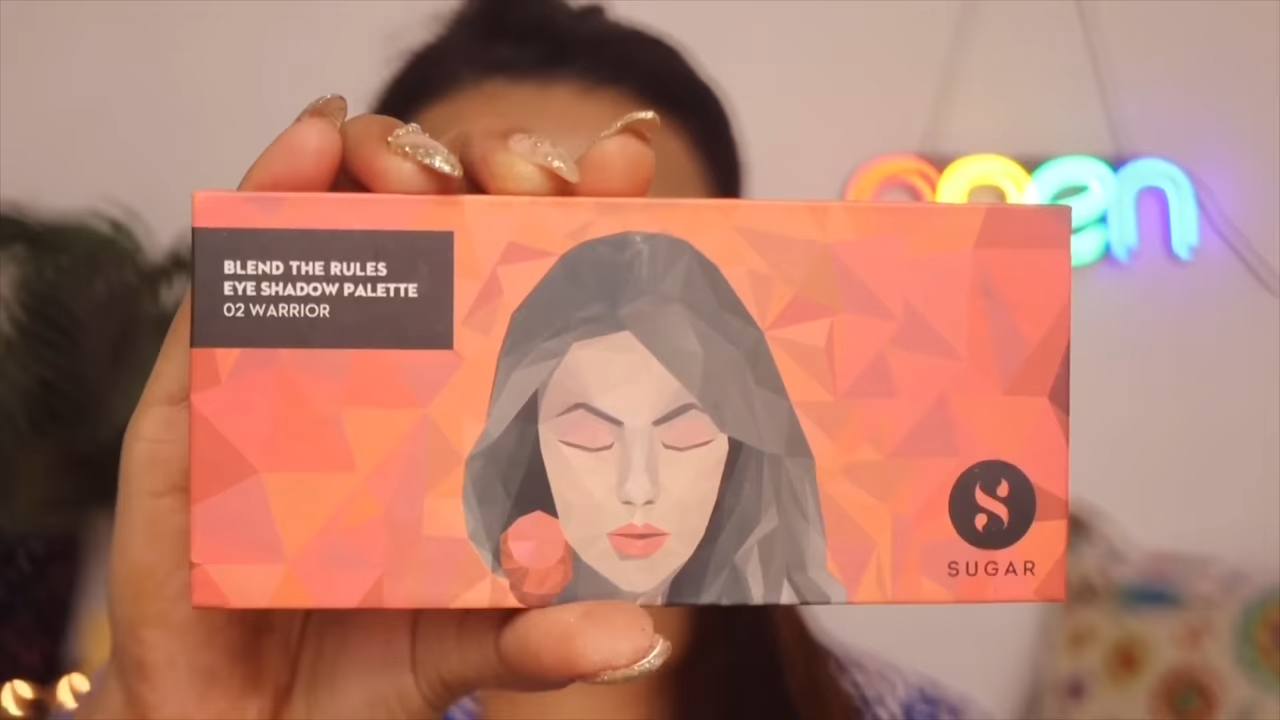 open
BLEND THE RULES
EYE SHADOW PALETTE
02 WARRIOR
S
SUGAR